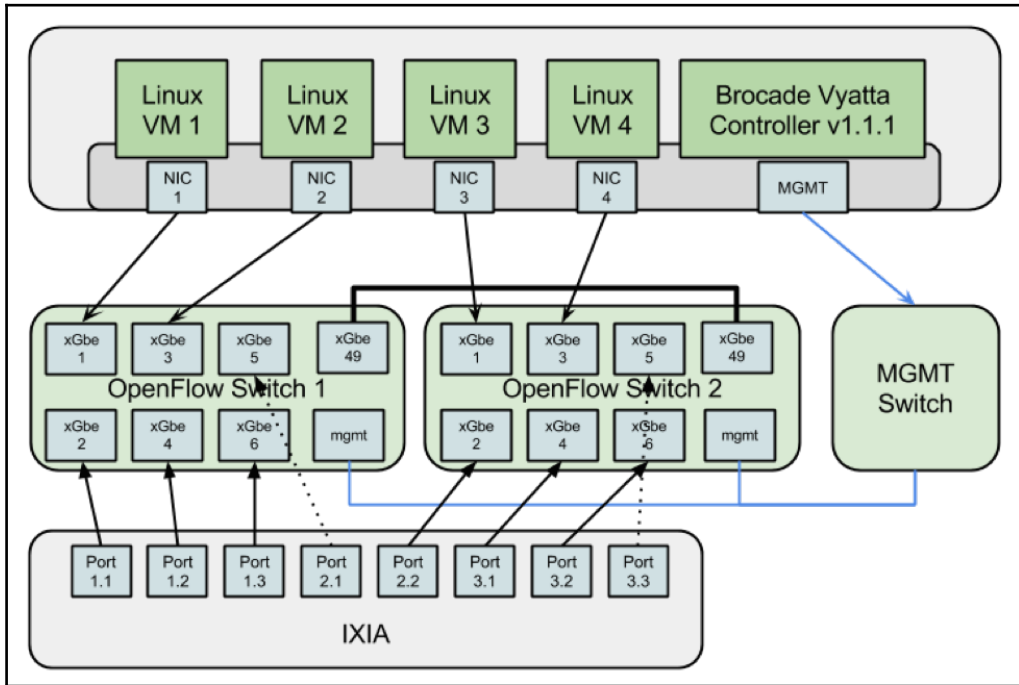 Linux
VM 1
Linux
VM 2
Linux
VM 3
Linux
VM 4
Brocade Vyatta
Controller v1.1.1
NIC
1
NIC
2
NIC
3
NIC
4
MGMT
xGbe
1
xGbe
3
xGbe
5
xGbe
49
OpenFlow Switch 1
xGbe
2
xGbe
4
xGbe
6
mgmt
xGbe
1
xGbe
3
xGbe
5
xGbe
49
OpenFlow Switch 2
xGbe
2
xGbe
4
xGbe
6
mgmt
MGMT
Switch
Port
1.1
Port
1.2
Port
1.3
Port
2.1
Port
2.2
Port
3.1
Port
3.2
Port
3.3
IXIA